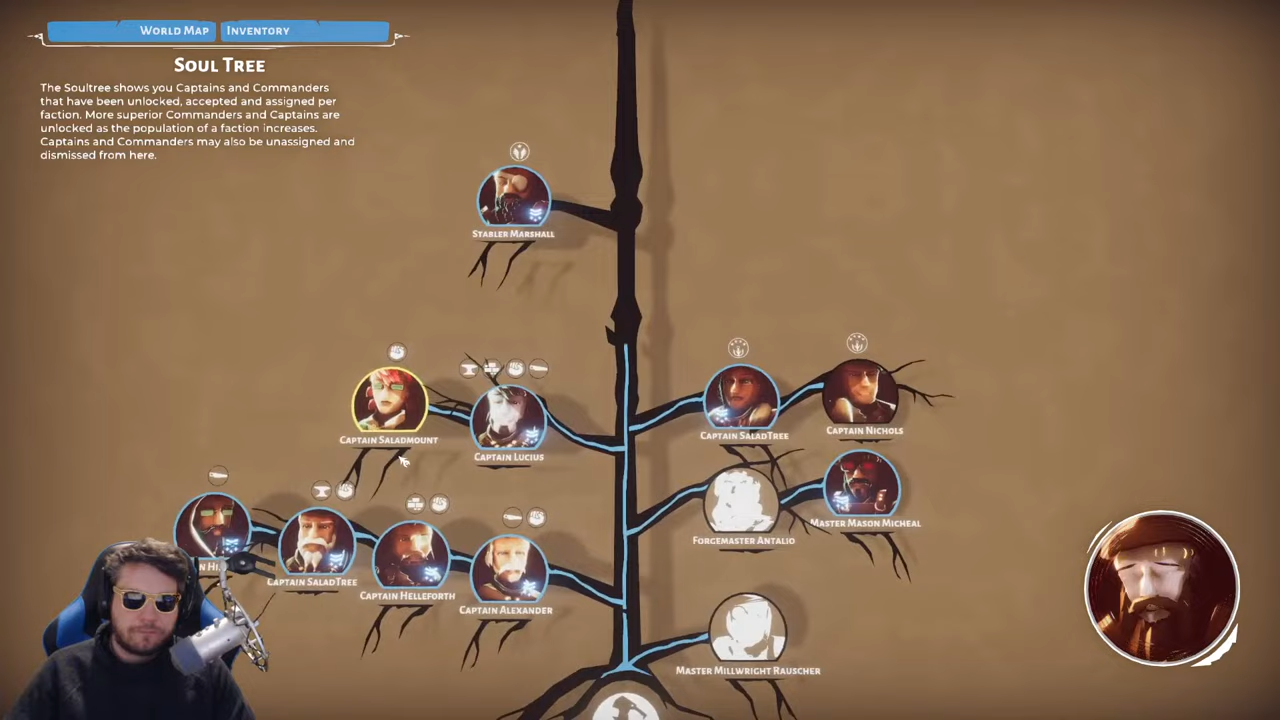 World Map
Inventory
Soul Tree
The Soultree shows you Captains and Commanders
that have been unlocked, accepted and assigned per
faction. More superior Commanders and Captains are
unlocked as the population of a faction increases.
Captains and Commanders may also be unassigned and
dismissed from here.
Stabler Marshall
Captain Saladmount
Captain Lucius
Captain SaladTree
Captain Nichols
Forcemaster Antalio
Master Mason Micheal
Captain SaladTree
Captain Helleforth
Captain Alexander
Master Millwright Rauscher